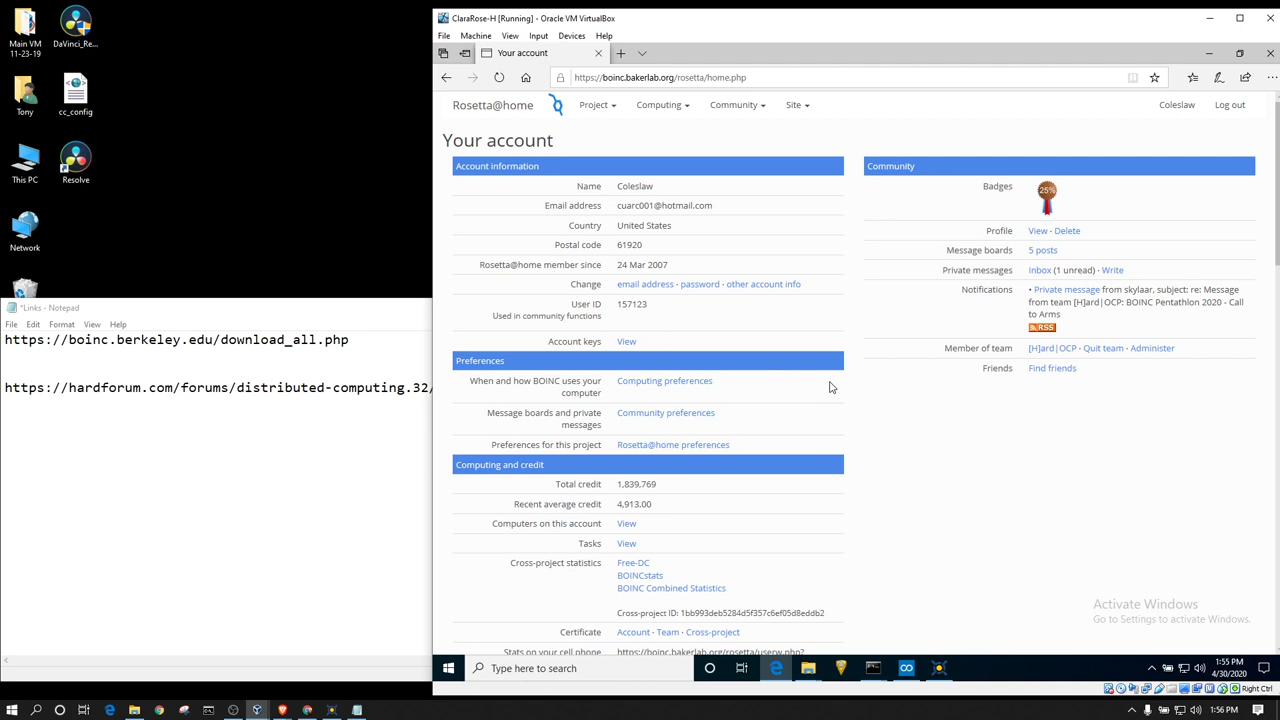 Main VM
11-23-19
DaVinci_Re...
Tony
cc_config
This PC
Resolve
Network
*Links - Notepad
File Edit Format View Help
https://boinc.berkeley.edu/download_all.php
https://hardforum.com/forums/distributed-computing.32/
ClaraRose-H [Running] - Oracle VM VirtualBox
File Machine View Input Devices Help
Your account
https://boinc.bakerlab.org/rosetta/home.php
Rosetta@home Project Computing Community Site Coleslaw Log out
Your account
Account information
Name Coleslaw
Email address cuarc001@hotmail.com
Country United States
Postal code 61920
Rosetta@home member since 24 Mar 2007
Change email address · password · other account info
User ID 157123
Used in community functions
Account keys View
Preferences
When and how BOINC uses your computer Computing preferences
Message boards and private messages Community preferences
Preferences for this project Rosetta@home preferences
Computing and credit
Total credit 1,839,769
Recent average credit 4,913.00
Computers on this account View
Tasks View
Cross-project statistics Free-DC
BOINCstats
BOINC Combined Statistics
Cross-project ID: 1bb993deb5284d5f357c6ef05d8eddb2
Certificate Account · Team · Cross-project
Stats on your cell phone https://boinc.bakerlab.org/rosetta/userw.php?
Community
Badges 25%
Profile View · Delete
Message boards 5 posts
Private messages Inbox (1 unread) · Write
Notifications • Private message from skylaar, subject: re: Message
from team [H]ard|OCP: BOINC Pentathlon 2020 - Call
to Arms
RSS
Member of team [H]ard|OCP · Quit team · Administer
Friends Find friends
Activate Windows
Go to Settings to activate Windows.
Type here to search
1:55 PM
4/30/2020
Right Ctrl
1:56 PM